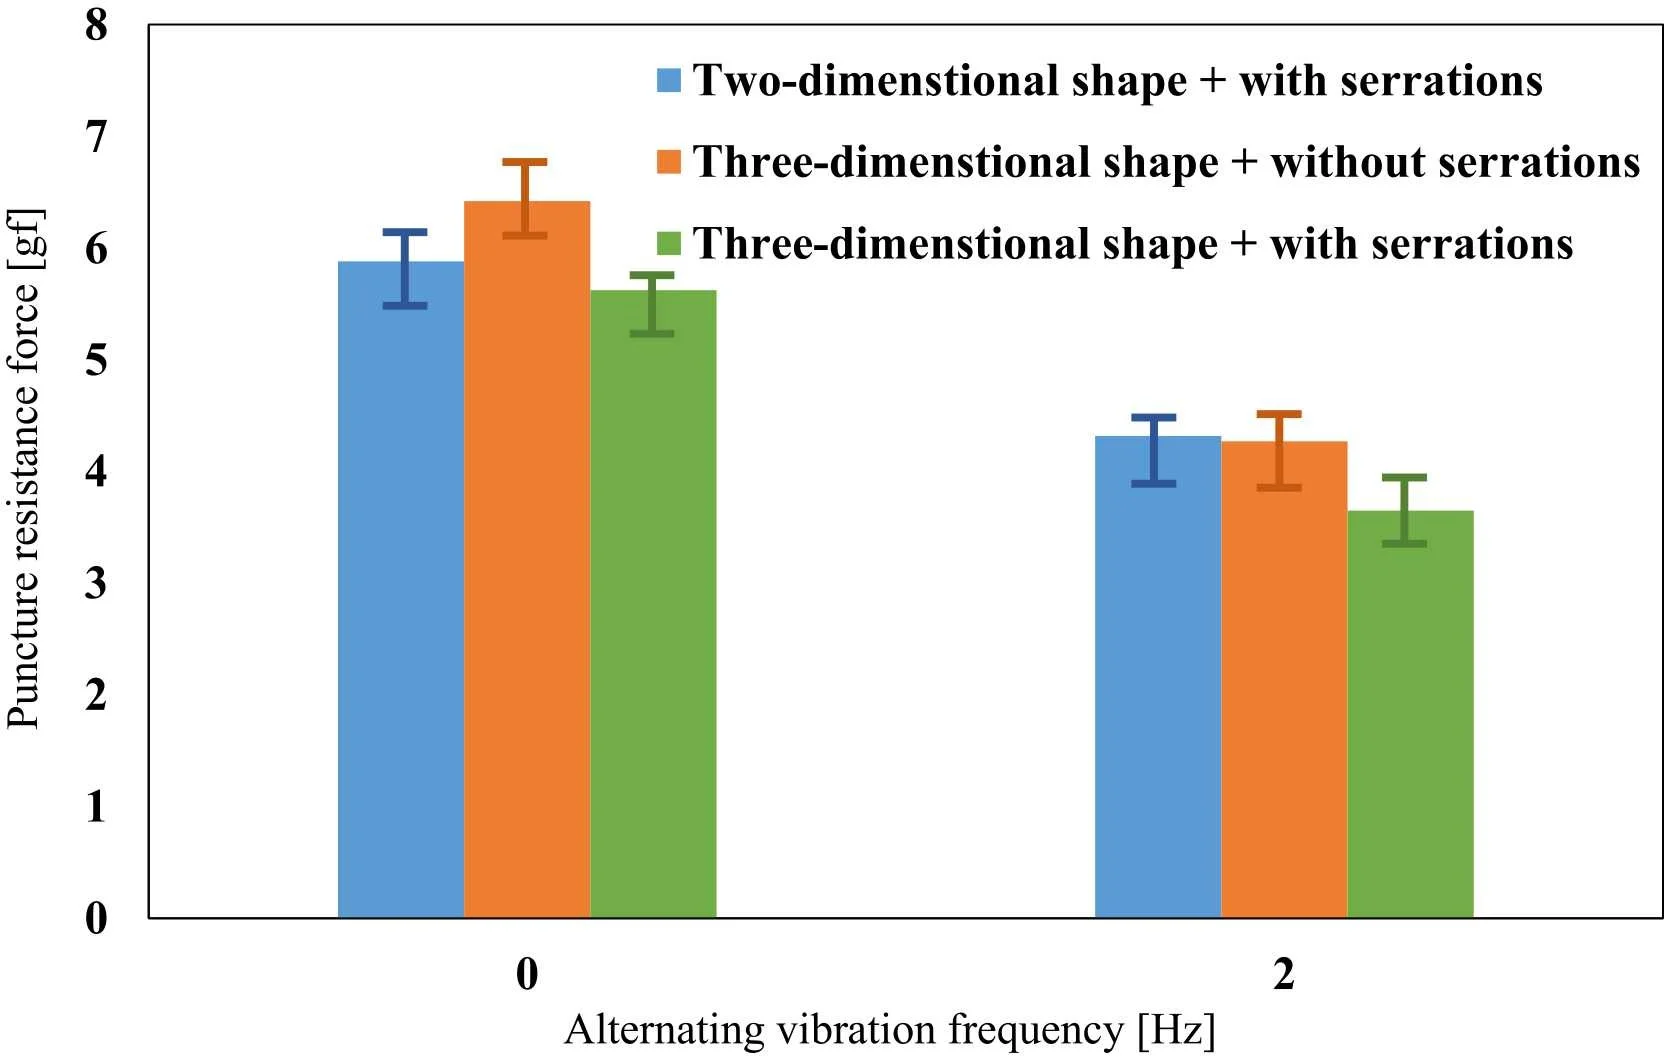 8
7
6
5
4
3
2
1
0
Puncture resistance force [gf]
Two-dimenstional shape + with serrations
Three-dimenstional shape + without serrations
Three-dimenstional shape + with serrations
0
2
Alternating vibration frequency [Hz]